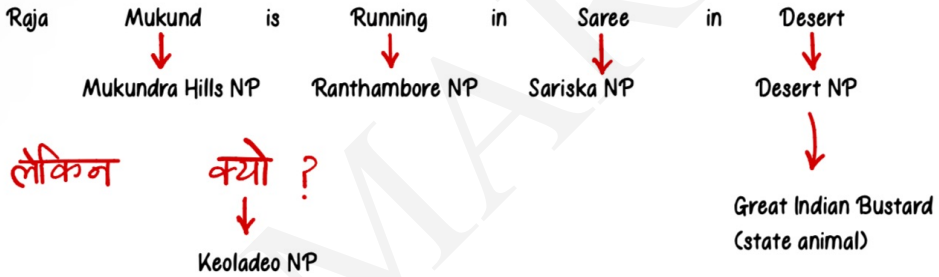 Raja Mukund is Running in Saree in Desert
Mukundra Hills NP Ranthambore NP Sariska NP Desert NP
लेकिन क्यो ?
Great Indian Bustard
(state animal)
Keoladeo NP